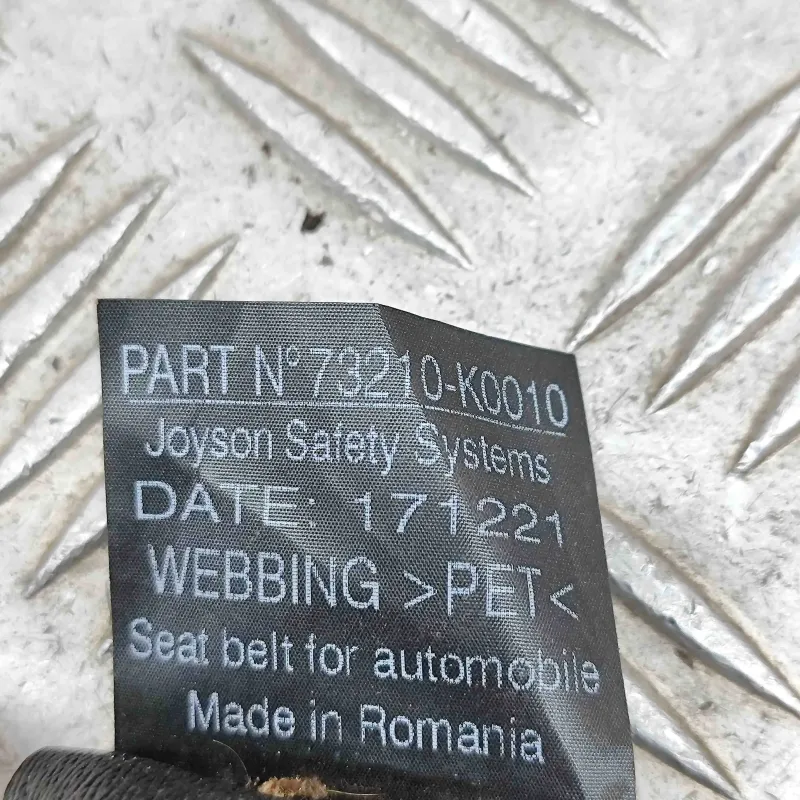 PART N° 73210-K0010
Joyson Safety Systems
DATE: 171221
WEBBING >PET<
Seat belt for automobile
Made in Romania